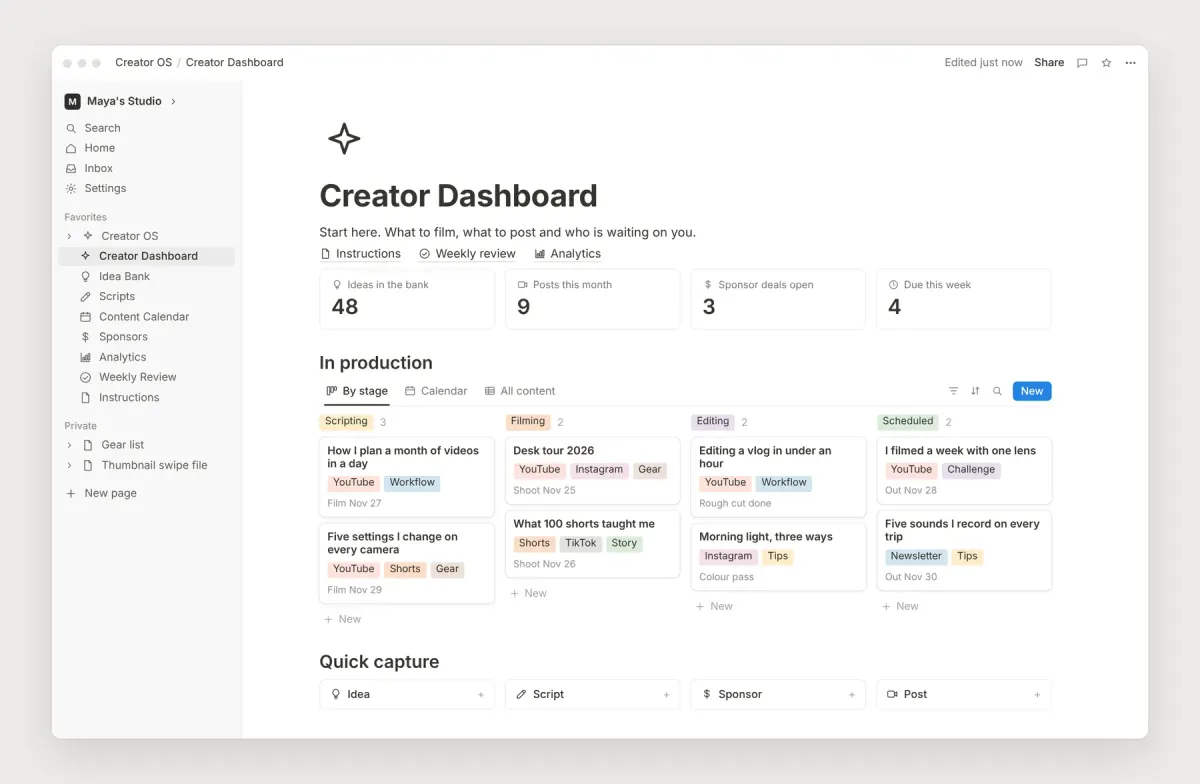 Creator OS / Creator Dashboard
Edited just now Share
M Maya's Studio
Search
Home
Inbox
Settings
Favorites
Creator OS
Creator Dashboard
Idea Bank
Scripts
Content Calendar
Sponsors
Analytics
Weekly Review
Instructions
Private
Gear list
Thumbnail swipe file
New page
Creator Dashboard
Start here. What to film, what to post and who is waiting on you.
Instructions Weekly review Analytics
Ideas in the bank
48
Posts this month
9
$ Sponsor deals open
3
Due this week
4
In production
By stage Calendar All content
New
Scripting 3
How I plan a month of videos
in a day
YouTube Workflow
Film Nov 27
Five settings I change on
every camera
YouTube Shorts Gear
Film Nov 29
+ New
Filming 2
Desk tour 2026
YouTube Instagram Gear
Shoot Nov 25
What 100 shorts taught me
Shorts TikTok Story
Shoot Nov 26
+ New
Editing 2
Editing a vlog in under an
hour
YouTube Workflow
Rough cut done
Morning light, three ways
Instagram Tips
Colour pass
+ New
Scheduled 2
I filmed a week with one lens
YouTube Challenge
Out Nov 28
Five sounds I record on every
trip
Newsletter Tips
Out Nov 30
+ New
Quick capture
Idea +
Script +
$ Sponsor +
Post +